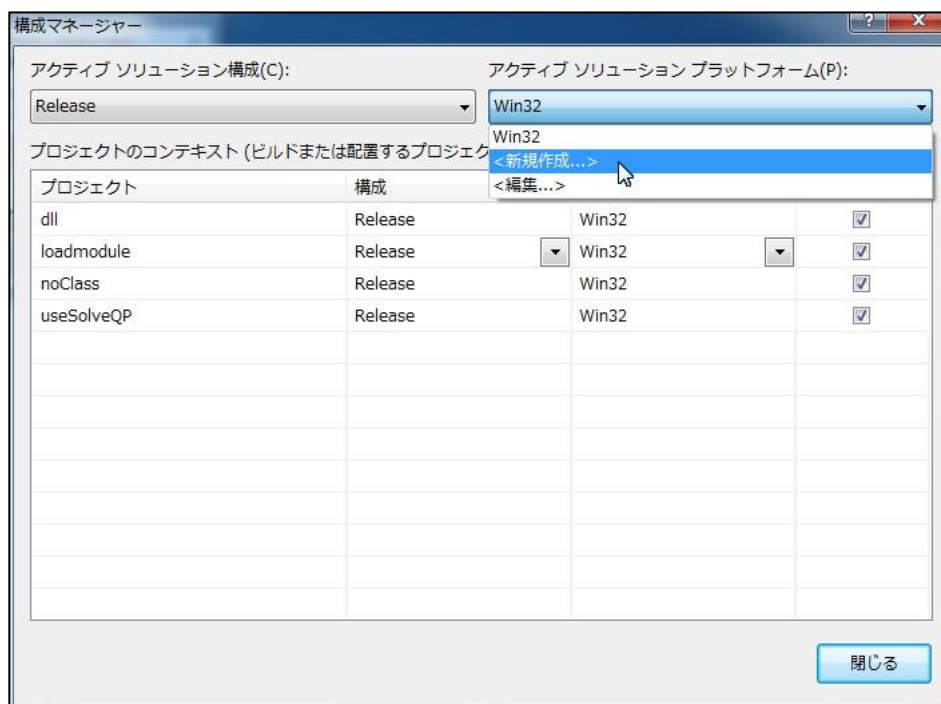 構成マネージャー
アクティブ ソリューション構成(C):
アクティブ ソリューション プラットフォーム(P):
Release
Win32
Win32
<新規作成...>
<編集...>
プロジェクトのコンテキスト (ビルドまたは配置するプロジェク
プロジェクト 構成
dll Release Win32
loadmodule Release Win32
noClass Release Win32
useSolveQP Release Win32
閉じる